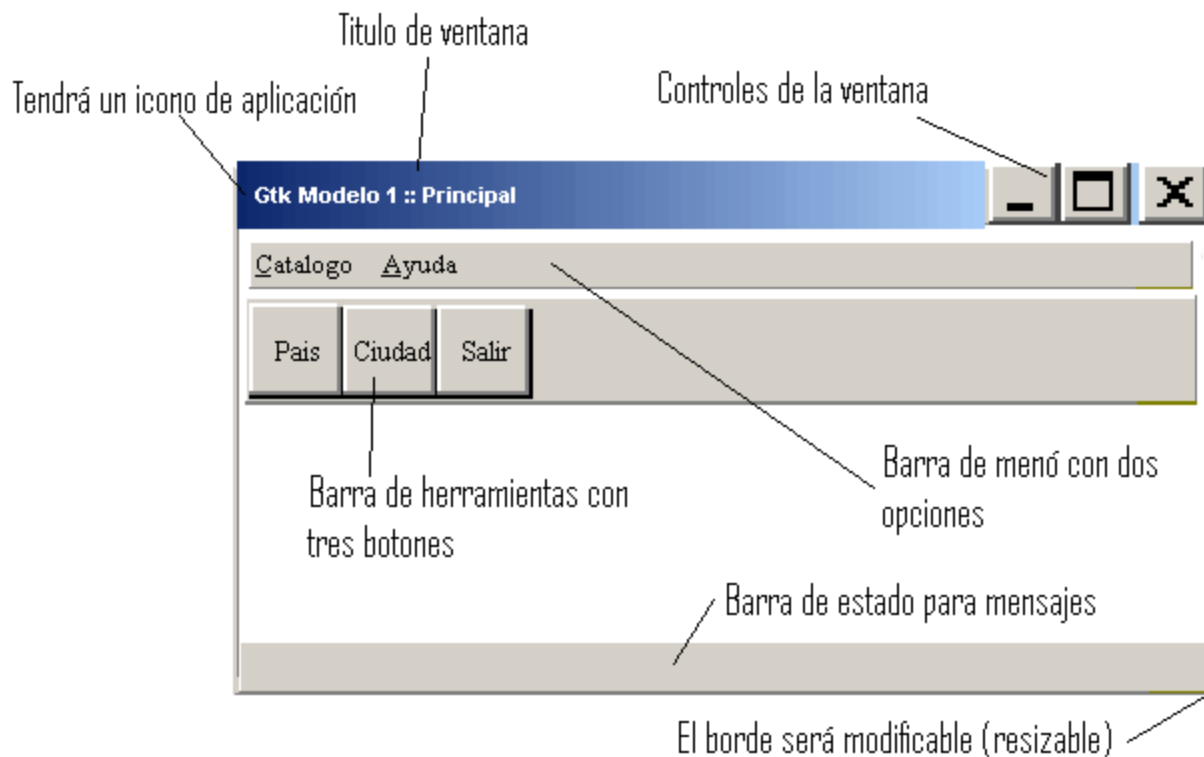 Titulo de ventana
Tendrá un icono de aplicación
Controles de la ventana
Gtk Modelo 1 :: Principal
Catalogo Ayuda
Pais Ciudad Salir
Barra de herramientas con
tres botones
Barra de menó con dos
opciones
Barra de estado para mensajes
El borde será modificable (resizable)